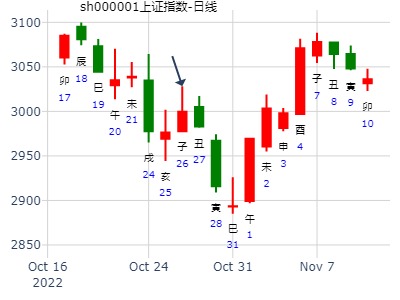 sh000001上证指数-日线
3100
3050
3000
2950
2900
2850
卯
17
辰
18
巳
19
午
20
未
21
戌
24
亥
25
子
26
丑
27
寅
28
巳
31
午
1
未
2
申
3
酉
4
子
7
丑
8
寅
9
卯
10
Oct 16
2022
Oct 24
Oct 31
Nov 7